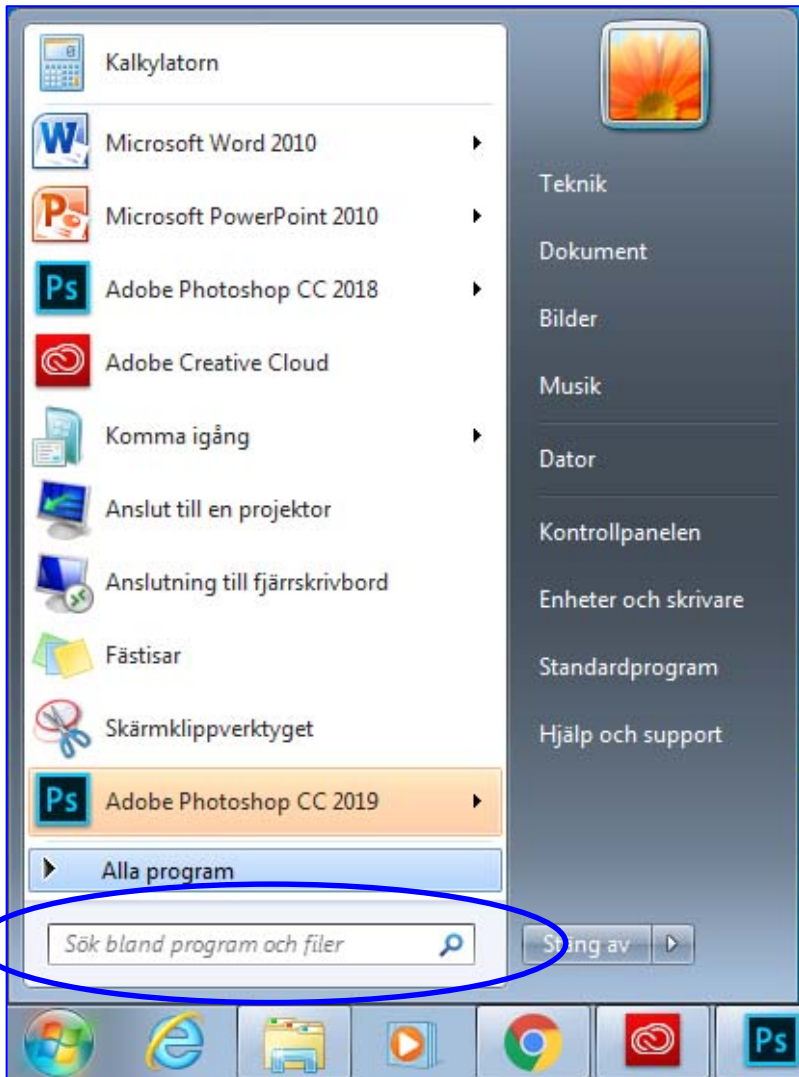 Kalkylatorn
Microsoft Word 2010
Microsoft PowerPoint 2010
Adobe Photoshop CC 2018
Adobe Creative Cloud
Komma igång
Anslut till en projektor
Anslutning till fjärrskrivbord
Fästisar
Skärmklippverktyget
Adobe Photoshop CC 2019
Alla program
Sök bland program och filer
Teknik
Dokument
Bilder
Musik
Dator
Kontrollpanelen
Enheter och skrivare
Standardprogram
Hjälp och support
Stäng av
W
P
Ps
Ps
Ps